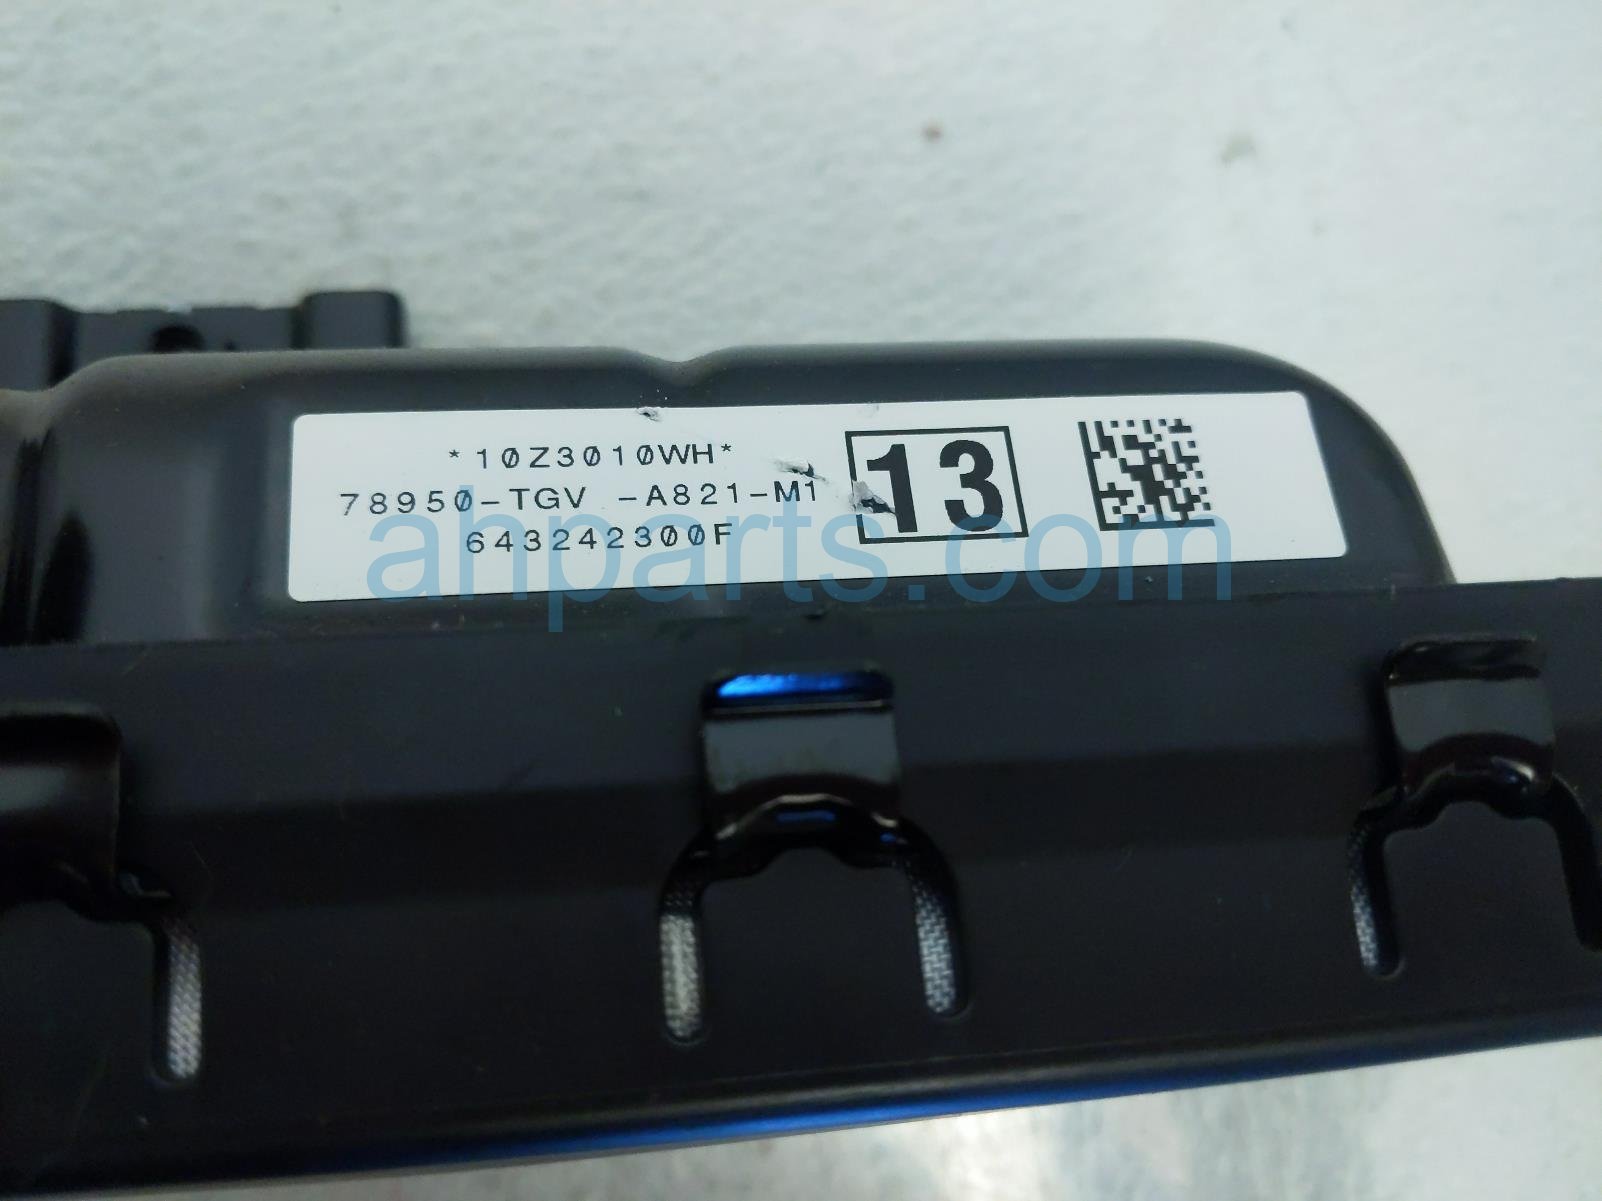 *10Z3010WH*
78950-TGV -A821-M1
643242300F
13
ahparts.com